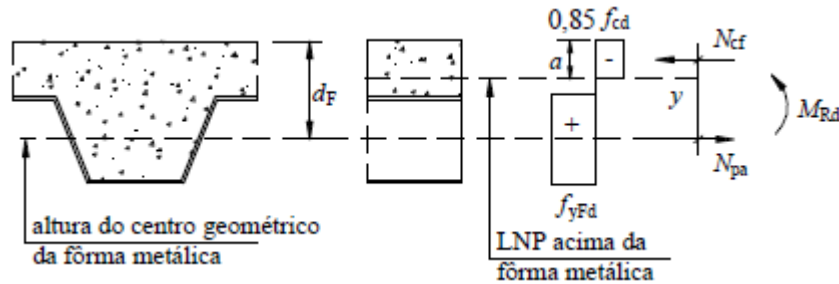 0,85 fcd
Ncf
a
-
dF
y
MRd
+
Npa
fyFd
altura do centro geométrico
da fôrma metálica
LNP acima da
fôrma metálica